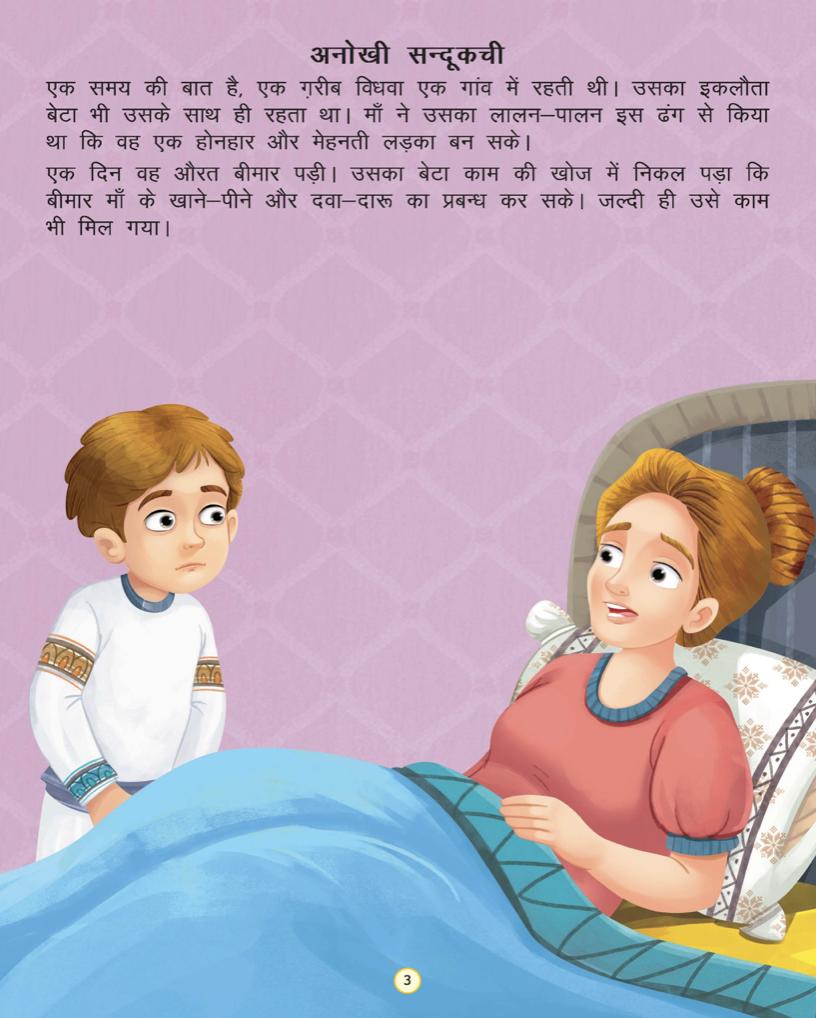 अनोखी सन्दूकची
एक समय की बात है, एक ग़रीब विधवा एक गांव में रहती थी। उसका इकलौता
बेटा भी उसके साथ ही रहता था। माँ ने उसका लालन–पालन इस ढंग से किया
था कि वह एक होनहार और मेहनती लड़का बन सके।
एक दिन वह औरत बीमार पड़ी। उसका बेटा काम की खोज में निकल पड़ा कि
बीमार माँ के खाने–पीने और दवा–दारू का प्रबन्ध कर सके। जल्दी ही उसे काम
भी मिल गया।
3